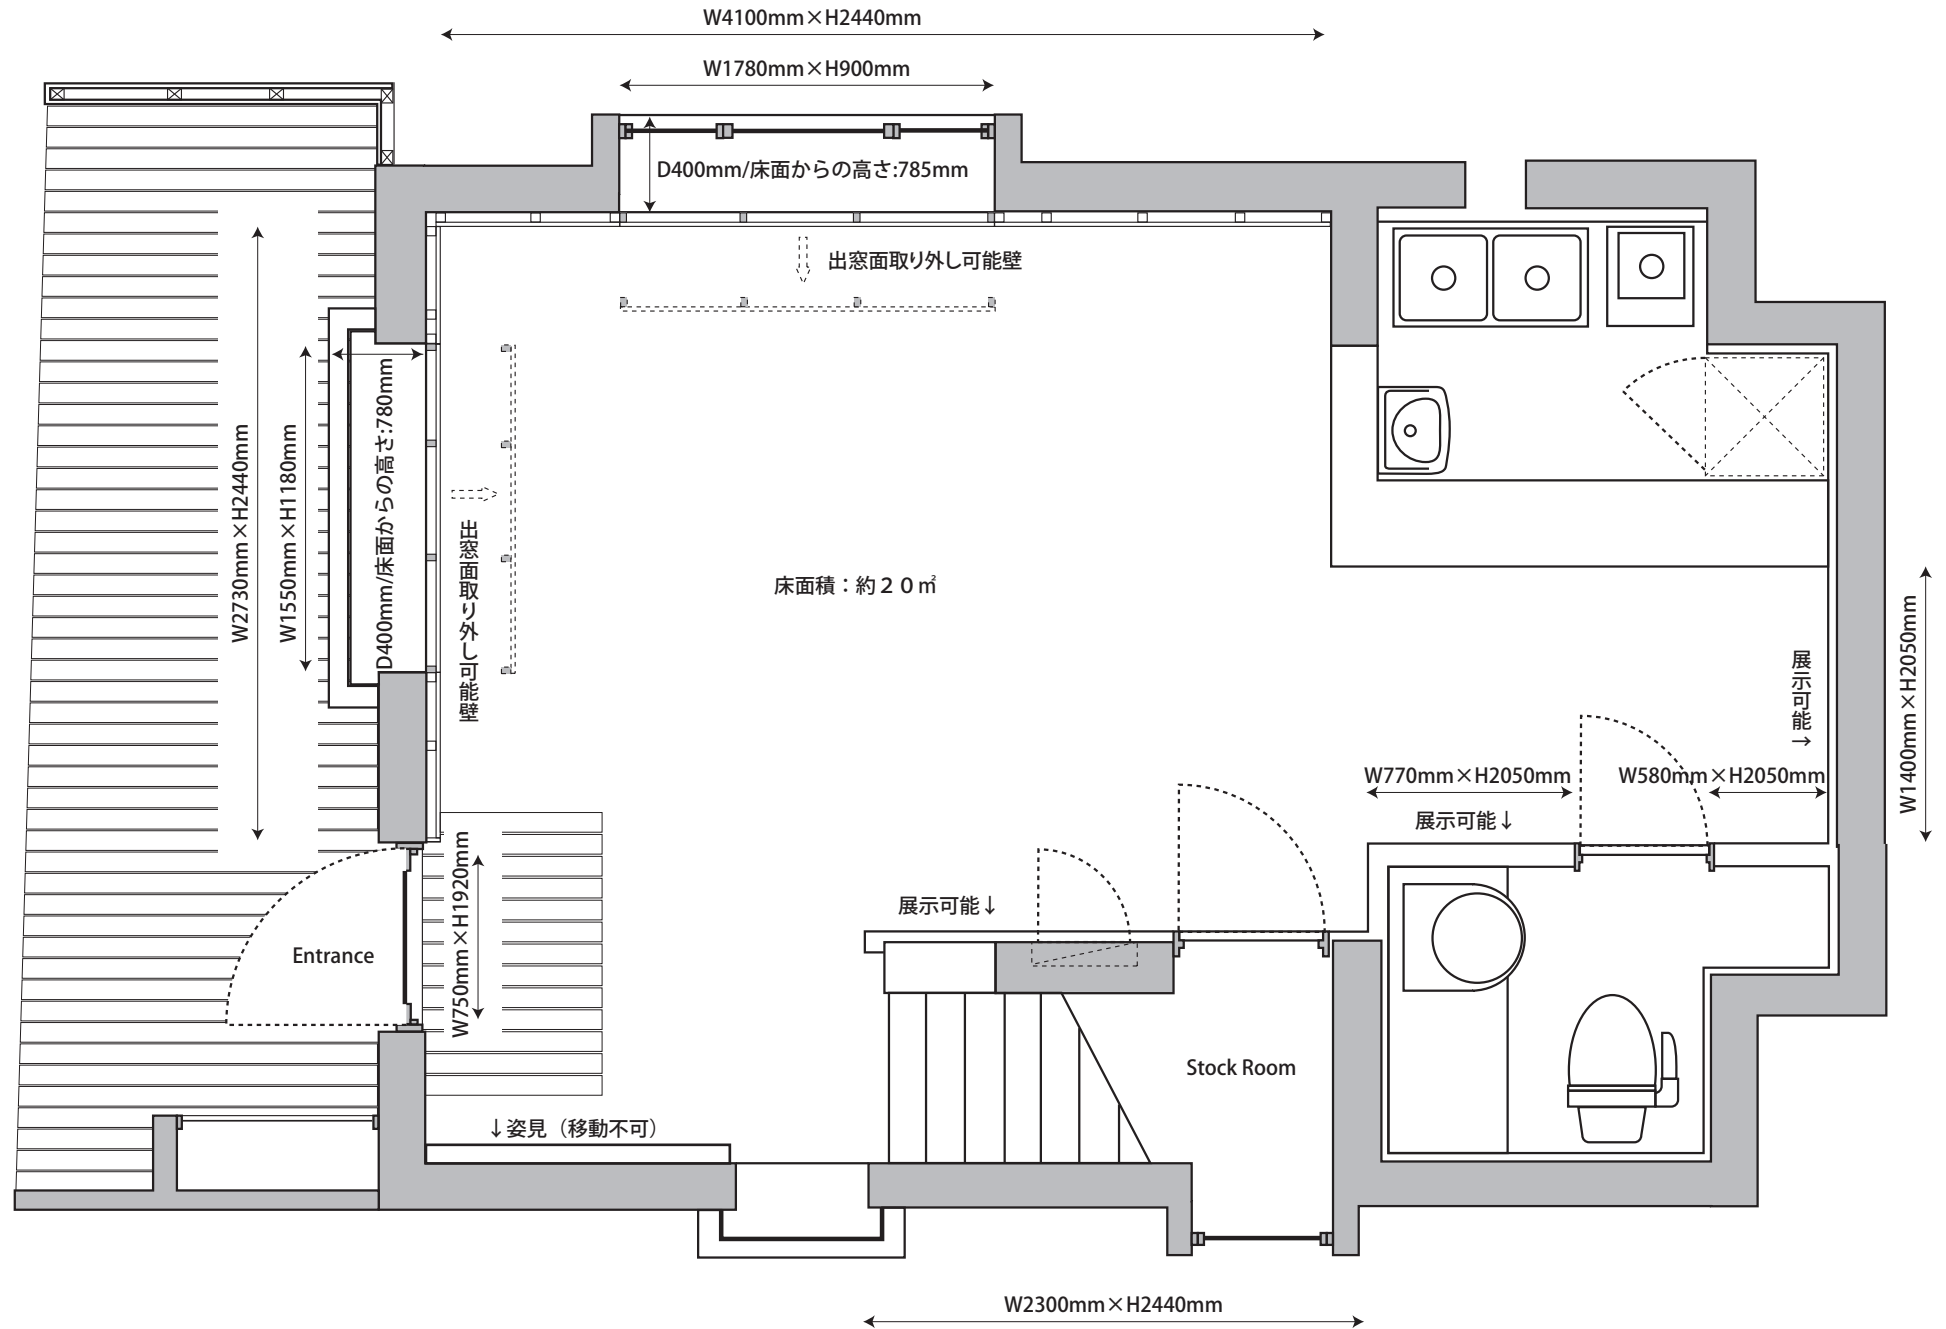 W4100mm×H2440mm
W1780mm×H900mm
D400mm/床面からの高さ:785mm
出窓面取り外し可能壁
W2730mm×H2440mm
W1550mm×H1180mm
D400mm/床面からの高さ:780mm
出窓面取り外し可能壁
床面積：約２０㎡
展示可能→
W1400mm×H2050mm
W770mm×H2050mm
W580mm×H2050mm
展示可能↓
展示可能↓
W750mm×H1920mm
Entrance
Stock Room
↓姿見（移動不可）
W2300mm×H2440mm